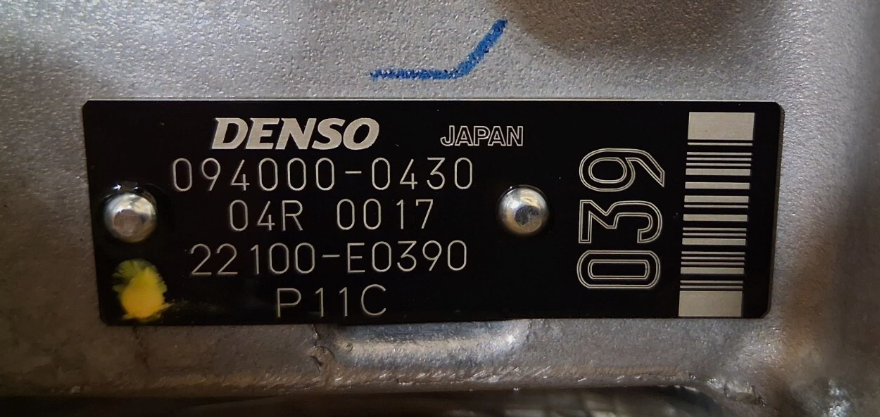 DENSO JAPAN
094000-0430
04R 0017
22100-E0390
P11C
039